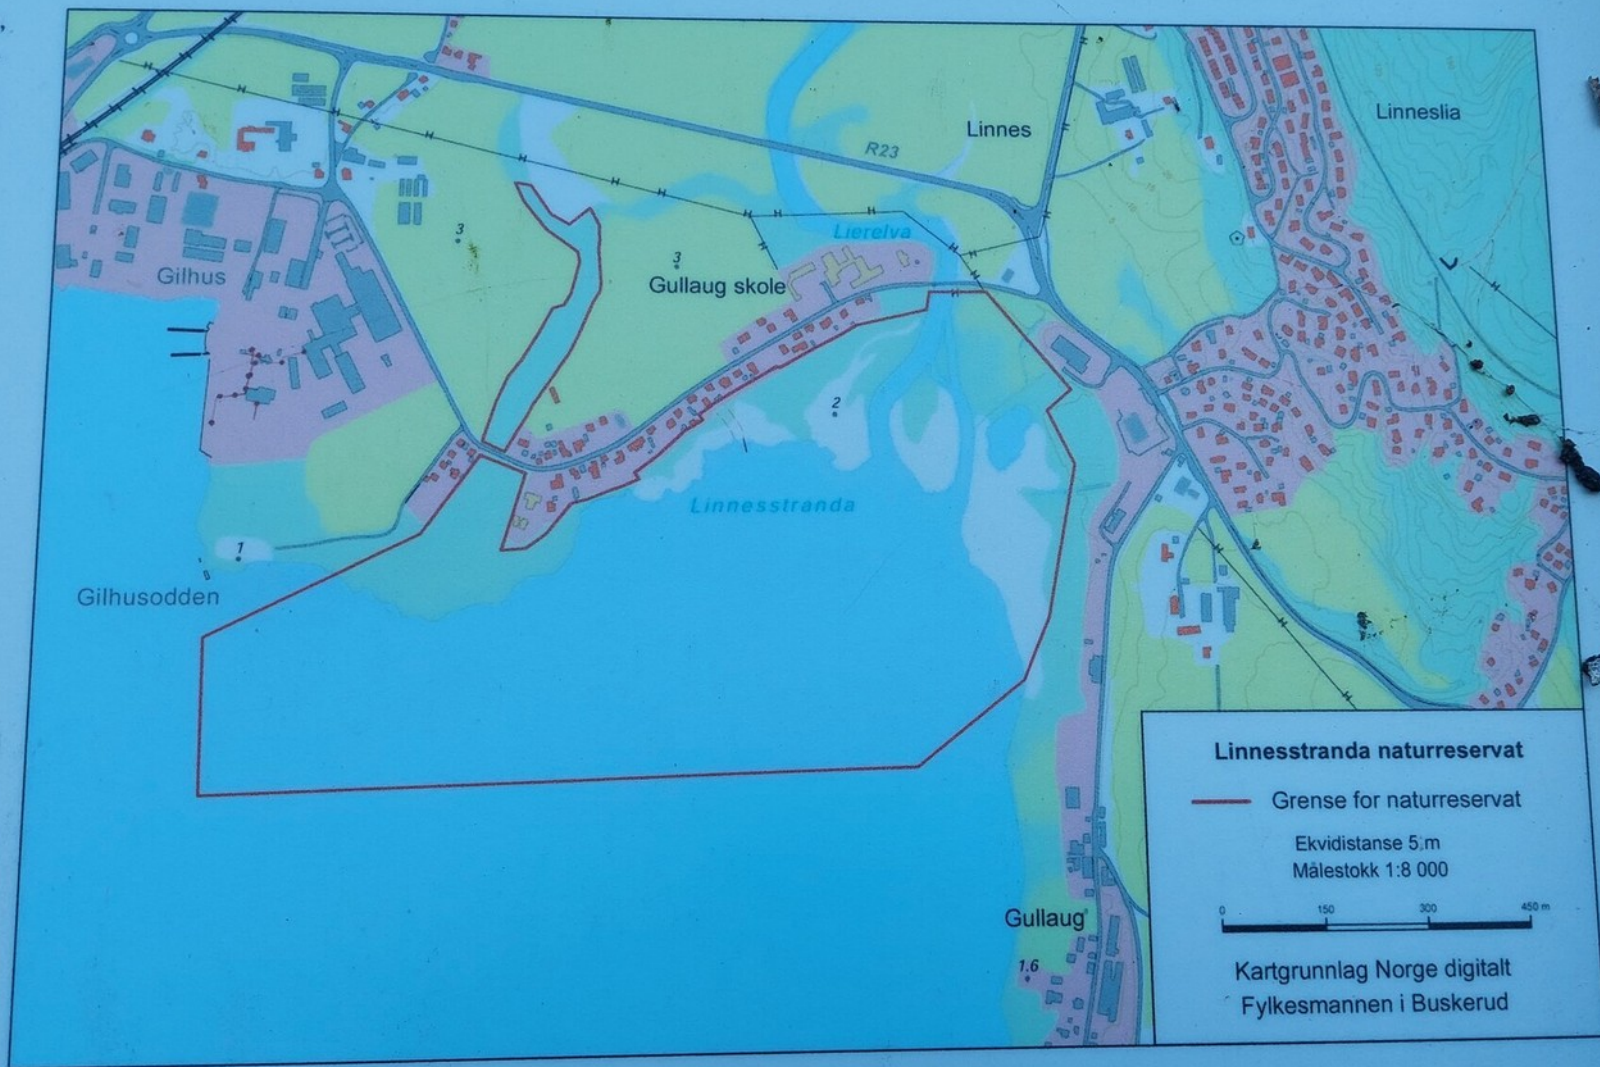 Linneslia
Linnes
R23
Lierelva
3
3
Gullaug skole
Gilhus
2
Linnesstranda
1
Gilhusodden
Gullaug
1.6
Linnesstranda naturreservat
Grense for naturreservat
Ekvidistanse 5 m
Målestokk 1:8 000
0 150 300 450 m
Kartgrunnlag Norge digitalt
Fylkesmannen i Buskerud